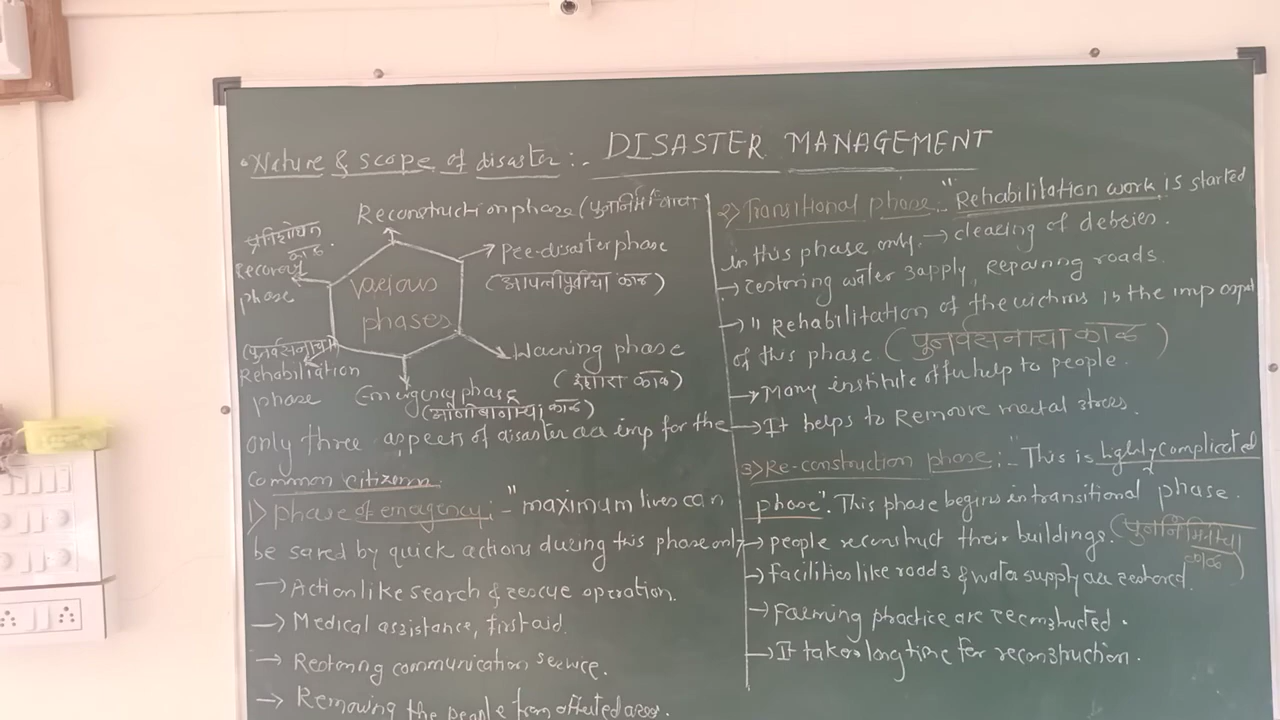 DISASTER MANAGEMENT
Nature & scope of disaster :-
Reconstruction phase (
Pre-disaster phase
(आपत्तीपूर्वीचा काळ)
Recovery
phase
various
phases
Warning phase
(इशारा काळ)
(पुनर्वसनाचा)
Rehabiliation
phase
Emergency phase
(आणीबाणीचा काळ)
only three aspects of disaster are imp for the
common citizens.
1) phase of emagency :- "maximum lives can
be saved by quick actions during this phase only
→ Action like search & rescue operation.
→ Medical assistance, first aid.
→ Restoring communication service.
→ Removing the people from affected areas.
2) Transitional phase :- "Rehabilitation work is started
in this phase only. → clearing of debries.
→ restoring water supply, repairing roads.
→ "Rehabilitation of the victims is the imp aspect
of this phase. (पुनर्वसनाचा काळ)
→ Many institute offer help to people.
→ It helps to Remove mental stress.
3) Re-construction phase :- "This is highly complicated
phase". This phase begins in transitional phase.
→ people reconstruct their buildings. (पुनर्निर्मितीचा
काळ)
→ facilities like roads & water supply are restored.
→ Farming practice are reconstructed.
→ It takes long time for reconstruction.